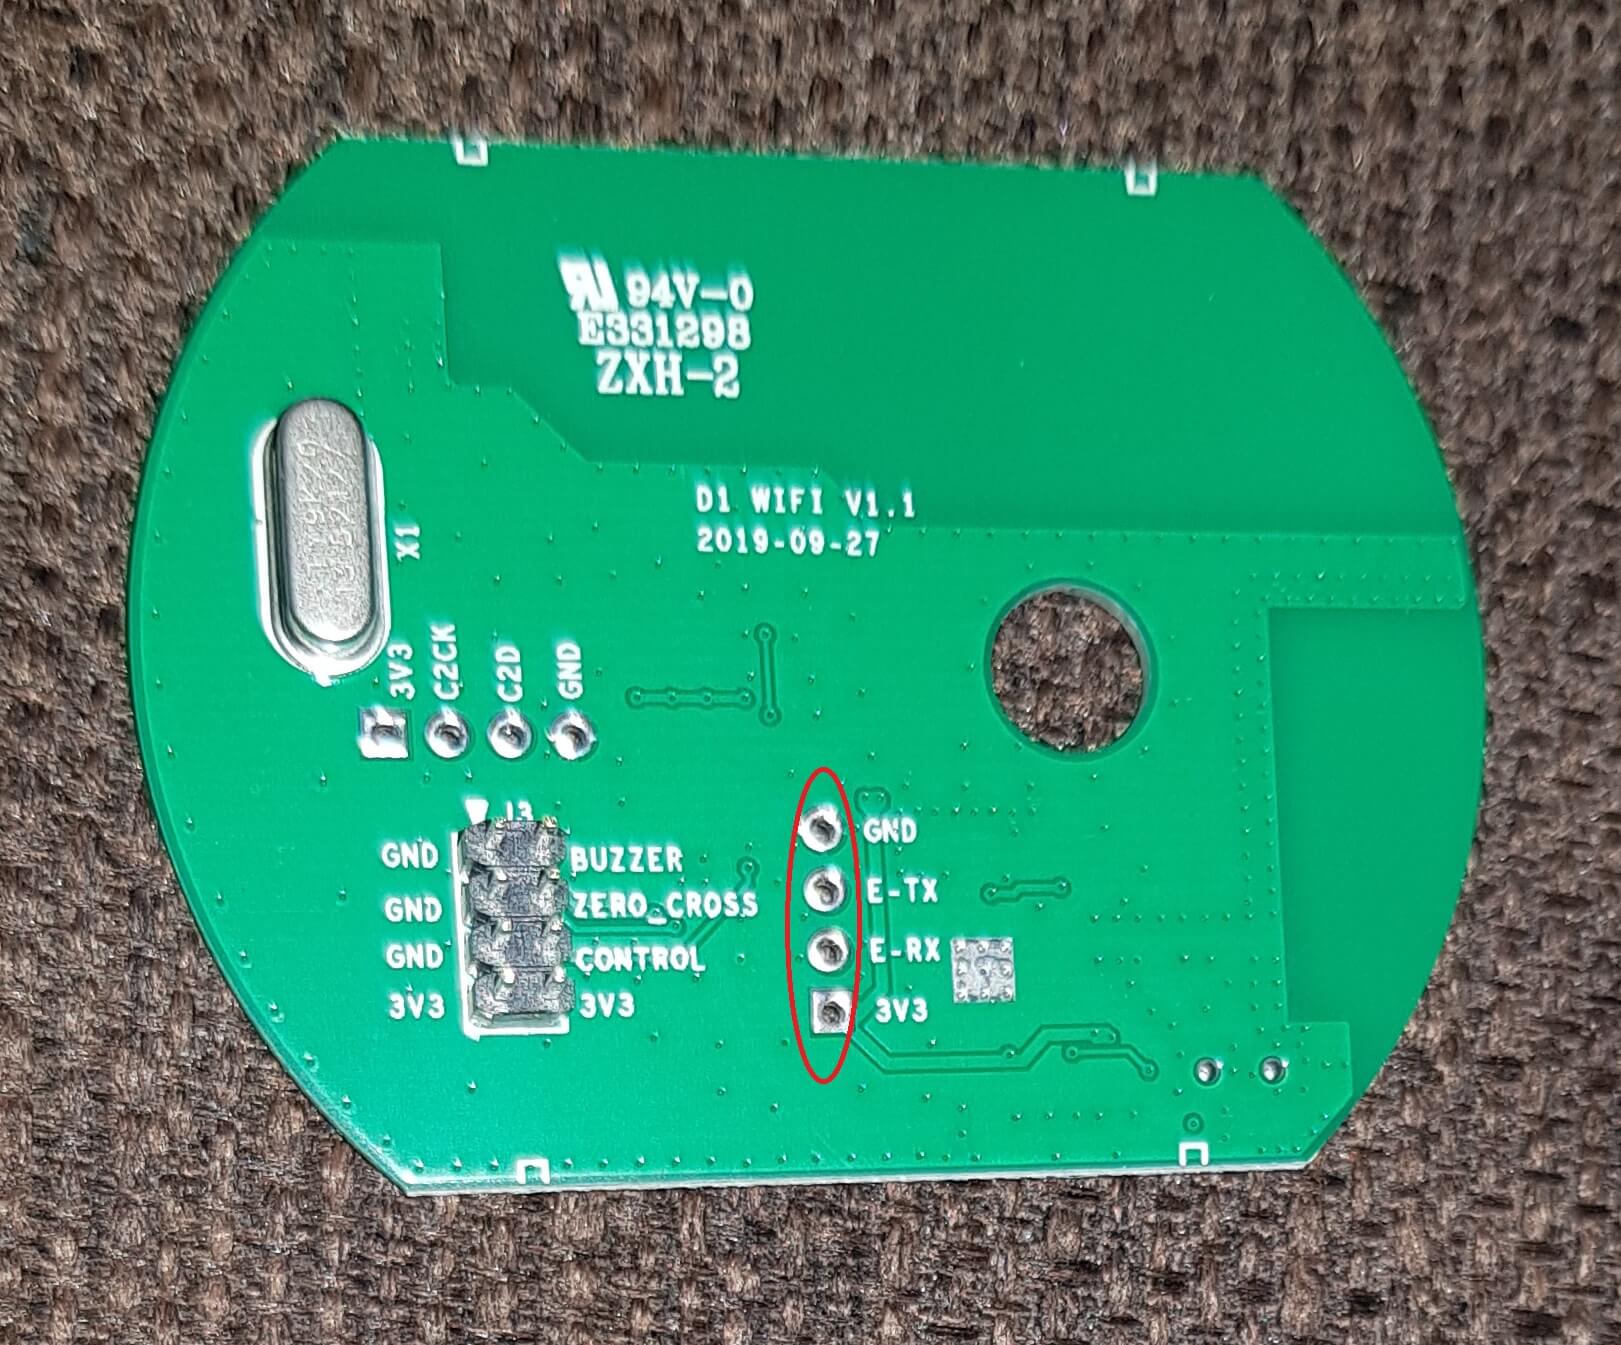 94V-0
E331298
ZXH-2
D1 WIFI V1.1
2019-09-27
X1
3V3
C2CK
C2D
GND
J3
GND BUZZER
GND ZERO_CROSS
GND CONTROL
3V3 3V3
GND
E-TX
E-RX
3V3